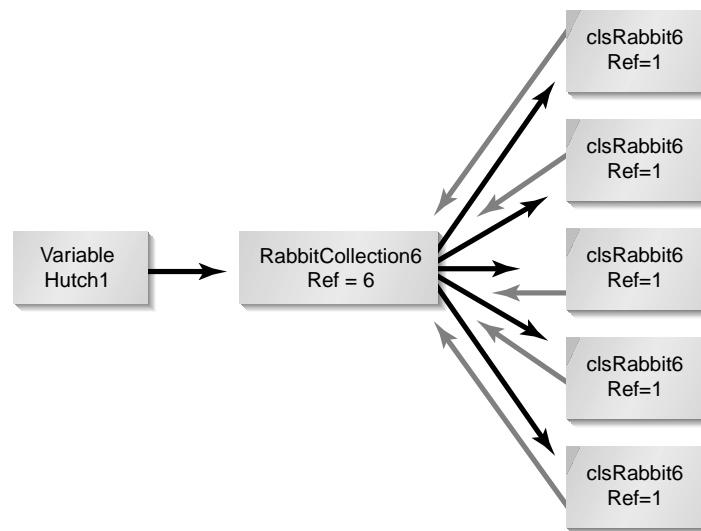 Variable
Hutch1
RabbitCollection6
Ref = 6
clsRabbit6
Ref=1
clsRabbit6
Ref=1
clsRabbit6
Ref=1
clsRabbit6
Ref=1
clsRabbit6
Ref=1